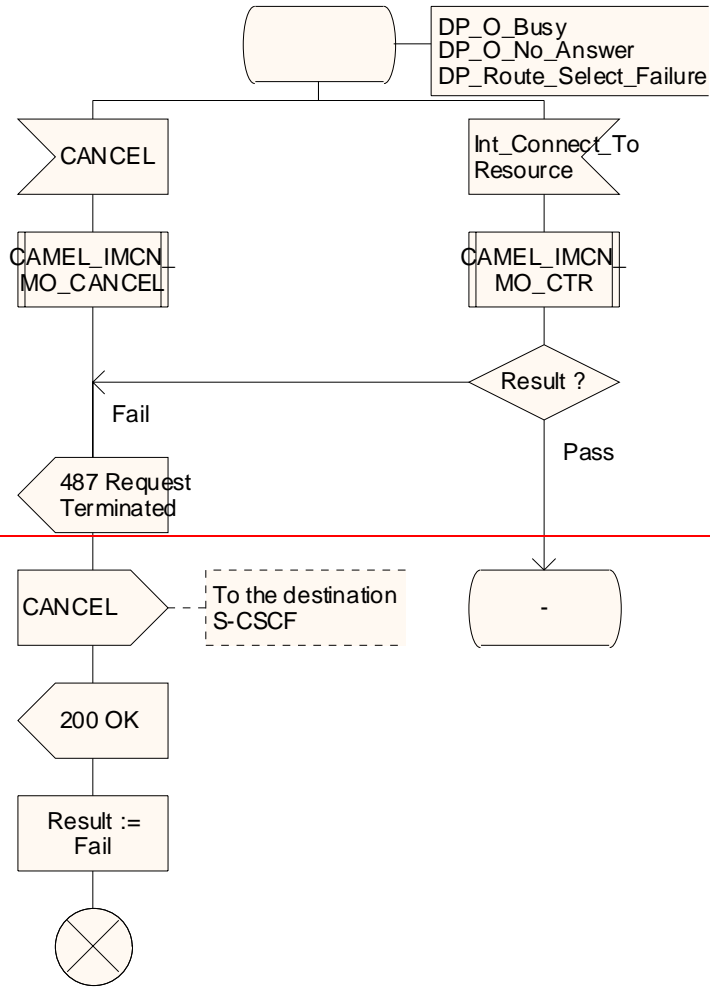 DP_O_Busy
DP_O_No_Answer
DP_Route_Select_Failure
CANCEL
Int_Connect_To
Resource
CAMEL_IMCN_
MO_CANCEL
CAMEL_IMCN_
MO_CTR
Result ?
Fail
Pass
487 Request
Terminated
CANCEL
To the destination
S-CSCF
-
200 OK
Result :=
Fail